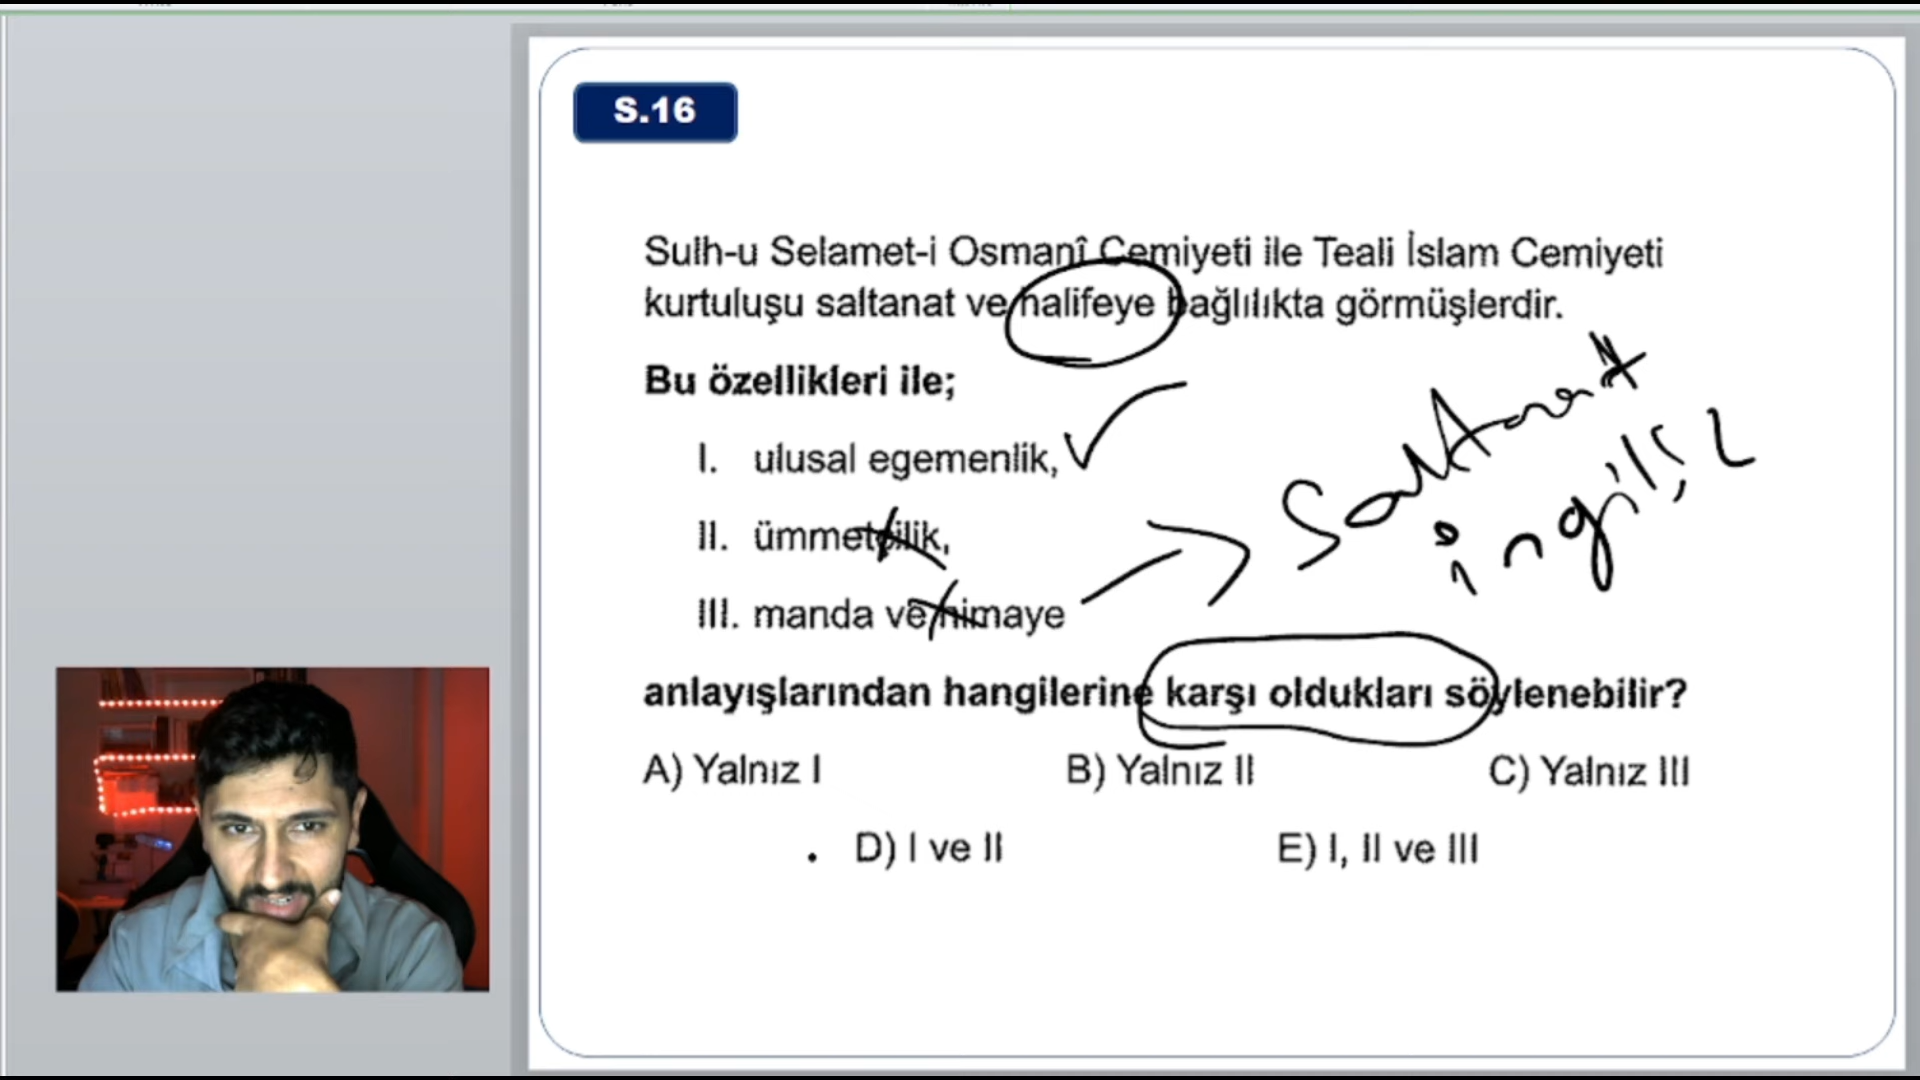 S.16
Sulh-u Selamet-i Osmanî Cemiyeti ile Teali İslam Cemiyeti
kurtuluşu saltanat ve halifeye bağlılıkta görmüşlerdir.
Bu özellikleri ile;
I. ulusal egemenlik,
II. ümmetçilik,
III. manda ve himaye
Saltanat
ingiliz
anlayışlarından hangilerine karşı oldukları söylenebilir?
A) Yalnız I
B) Yalnız II
C) Yalnız III
D) I ve II
E) I, II ve III